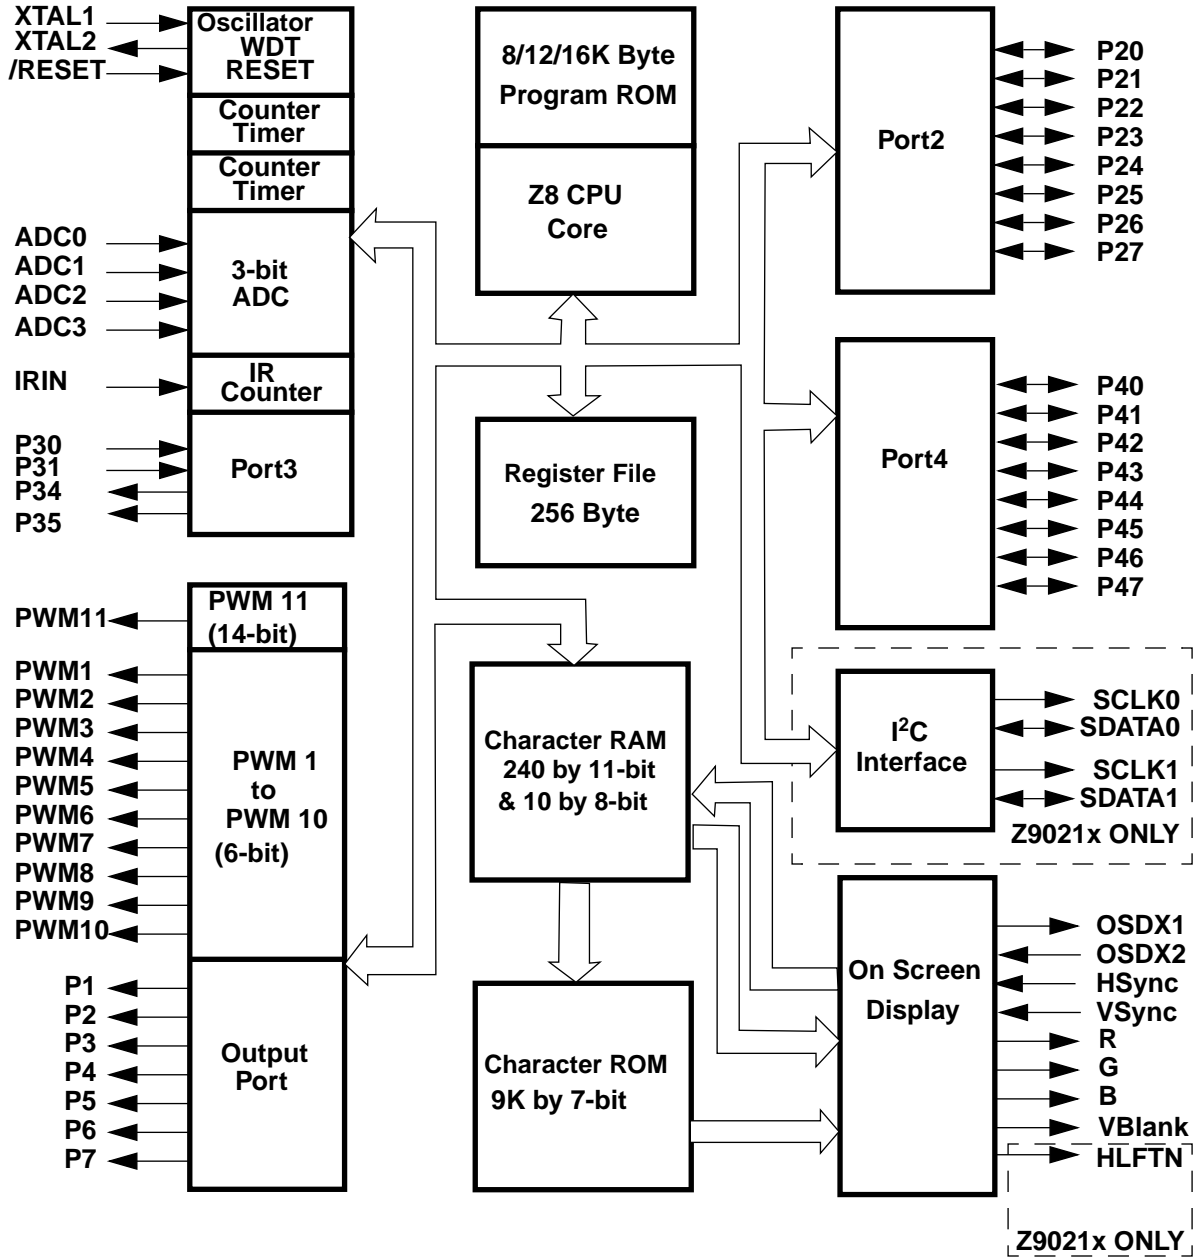 XTAL1
XTAL2
/RESET
Oscillator
WDT
RESET
Counter
Timer
Counter
Timer
ADC0
ADC1
ADC2
ADC3
3-bit
ADC
IRIN
IR
Counter
P30
P31
P34
P35
Port3
8/12/16K Byte
Program ROM
Z8 CPU
Core
Register File
256 Byte
Port2
P20
P21
P22
P23
P24
P25
P26
P27
Port4
P40
P41
P42
P43
P44
P45
P46
P47
PWM11
PWM 11
(14-bit)
PWM1
PWM2
PWM3
PWM4
PWM5
PWM6
PWM7
PWM8
PWM9
PWM10
PWM 1
to
PWM 10
(6-bit)
P1
P2
P3
P4
P5
P6
P7
Output
Port
Character RAM
240 by 11-bit
& 10 by 8-bit
Character ROM
9K by 7-bit
I²C
Interface
SCLK0
SDATA0
SCLK1
SDATA1
Z9021x ONLY
On Screen
Display
OSDX1
OSDX2
HSync
VSync
R
G
B
VBlank
HLFTN
Z9021x ONLY